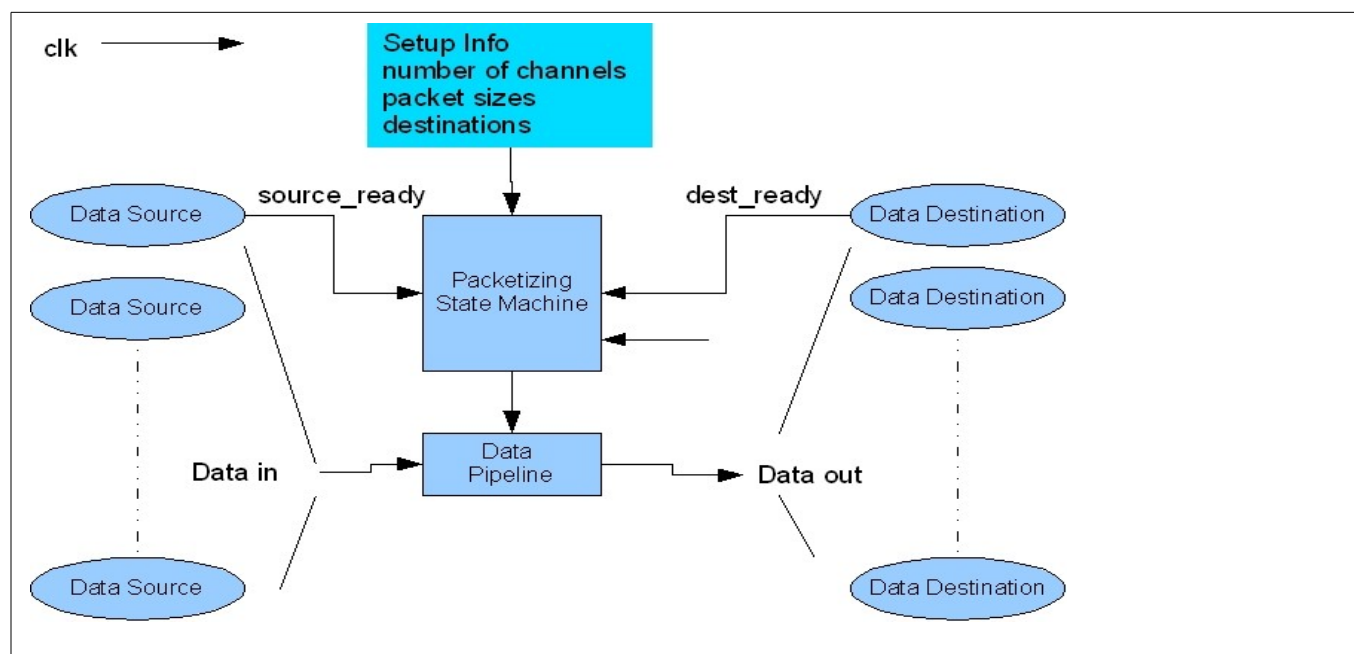 clk
Setup Info
number of channels
packet sizes
destinations
source_ready
dest_ready
Data Source
Data Destination
Packetizing
State Machine
Data Source
Data Destination
Data in
Data
Pipeline
Data out
Data Source
Data Destination